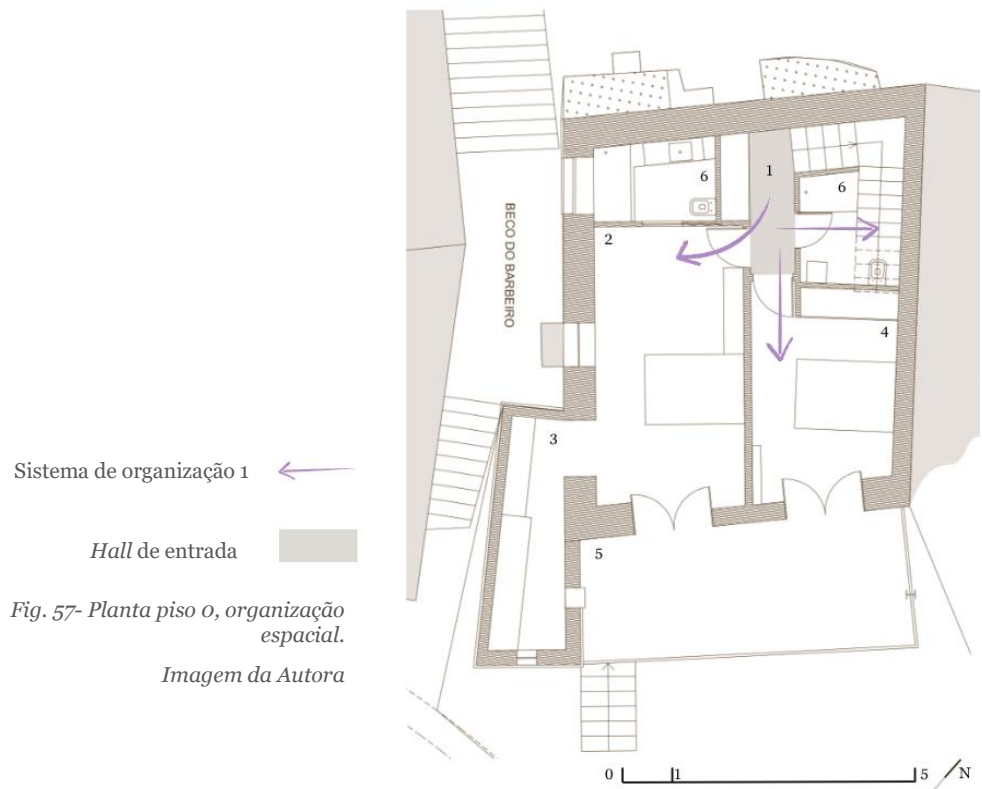 1
6
6
2
BECO DO BARBEIRO
4
3
Sistema de organização 1
Hall de entrada
5
Fig. 57- Planta piso 0, organização
espacial.
Imagem da Autora
0 1 5 N